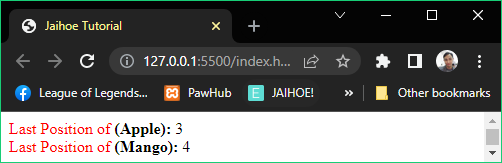 Jaihoe Tutorial
127.0.0.1:5500/index.h...
League of Legends...
PawHub
JAIHOE!
Other bookmarks
Last Position of (Apple): 3
Last Position of (Mango): 4